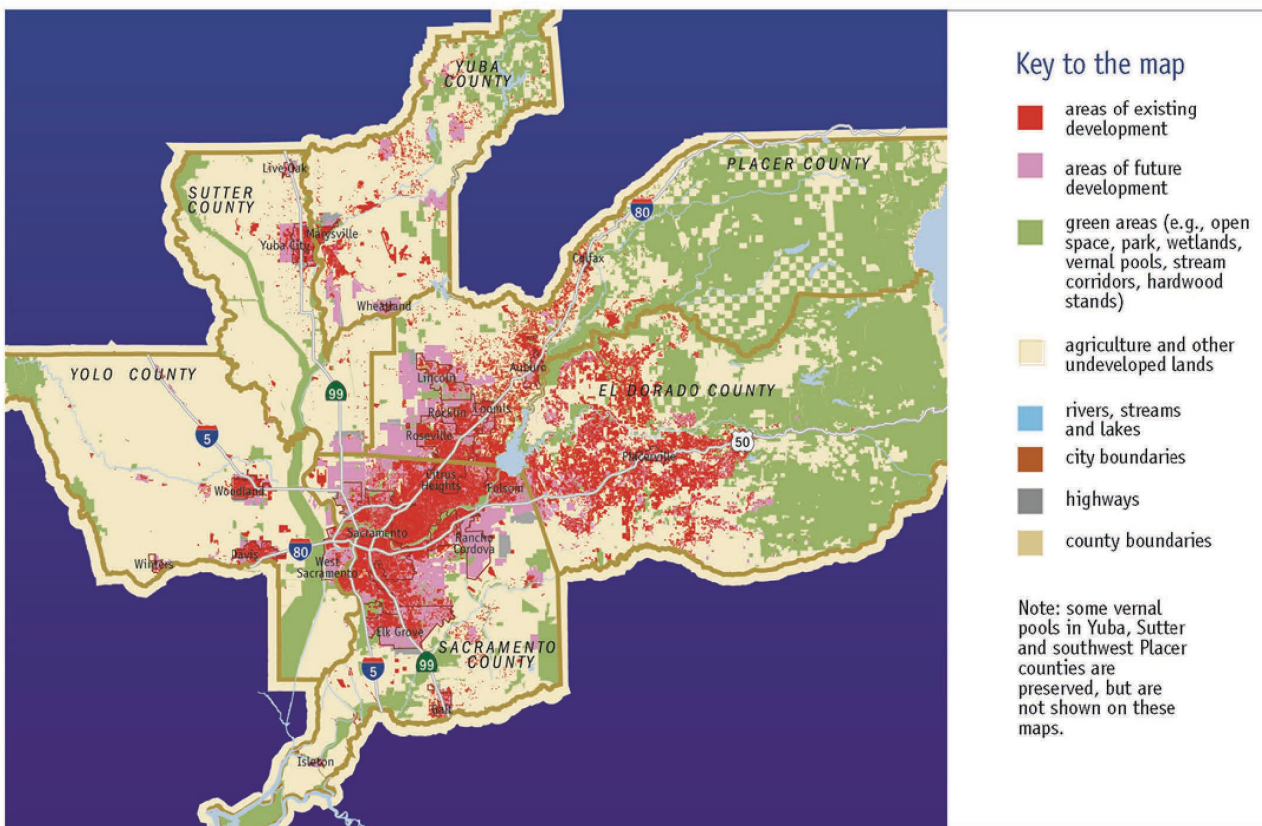 YUBA
COUNTY
PLACER COUNTY
Live Oak
SUTTER
COUNTY
80
Marysville
Yuba City
Colfax
Wheatland
YOLO COUNTY
99
Lincoln
Auburn
EL DORADO COUNTY
Rocklin
Loomis
5
Roseville
50
Placerville
Citrus
Heights
Folsom
Woodland
Sacramento
Rancho
Cordova
80
Davis
West
Sacramento
Winters
Elk Grove
SACRAMENTO
COUNTY
5
99
Galt
Isleton
Key to the map
areas of existing
development
areas of future
development
green areas (e.g., open
space, park, wetlands,
vernal pools, stream
corridors, hardwood
stands)
agriculture and other
undeveloped lands
rivers, streams
and lakes
city boundaries
highways
county boundaries
Note: some vernal
pools in Yuba, Sutter
and southwest Placer
counties are
preserved, but are
not shown on these
maps.